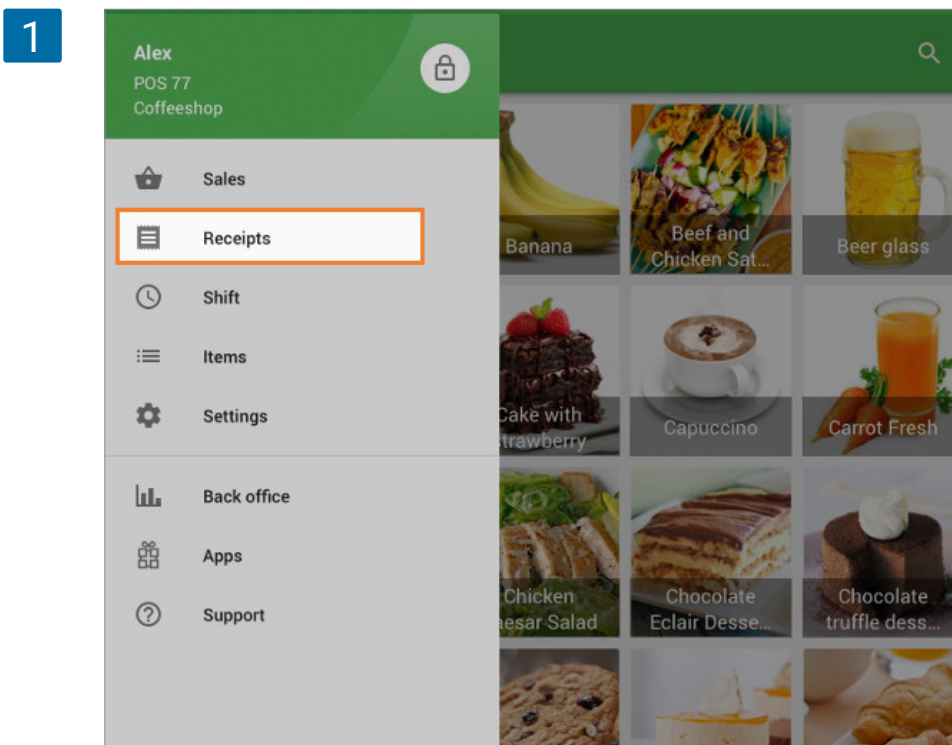 1
Alex
POS 77
Coffeeshop
Sales
Receipts
Shift
Items
Settings
Back office
Apps
Support
Banana
Beef and
Chicken Sat...
Beer glass
Cake with
strawberry
Capuccino
Carrot Fresh
Chicken
aesar Salad
Chocolate
Eclair Desse...
Chocolate
truffle dess...